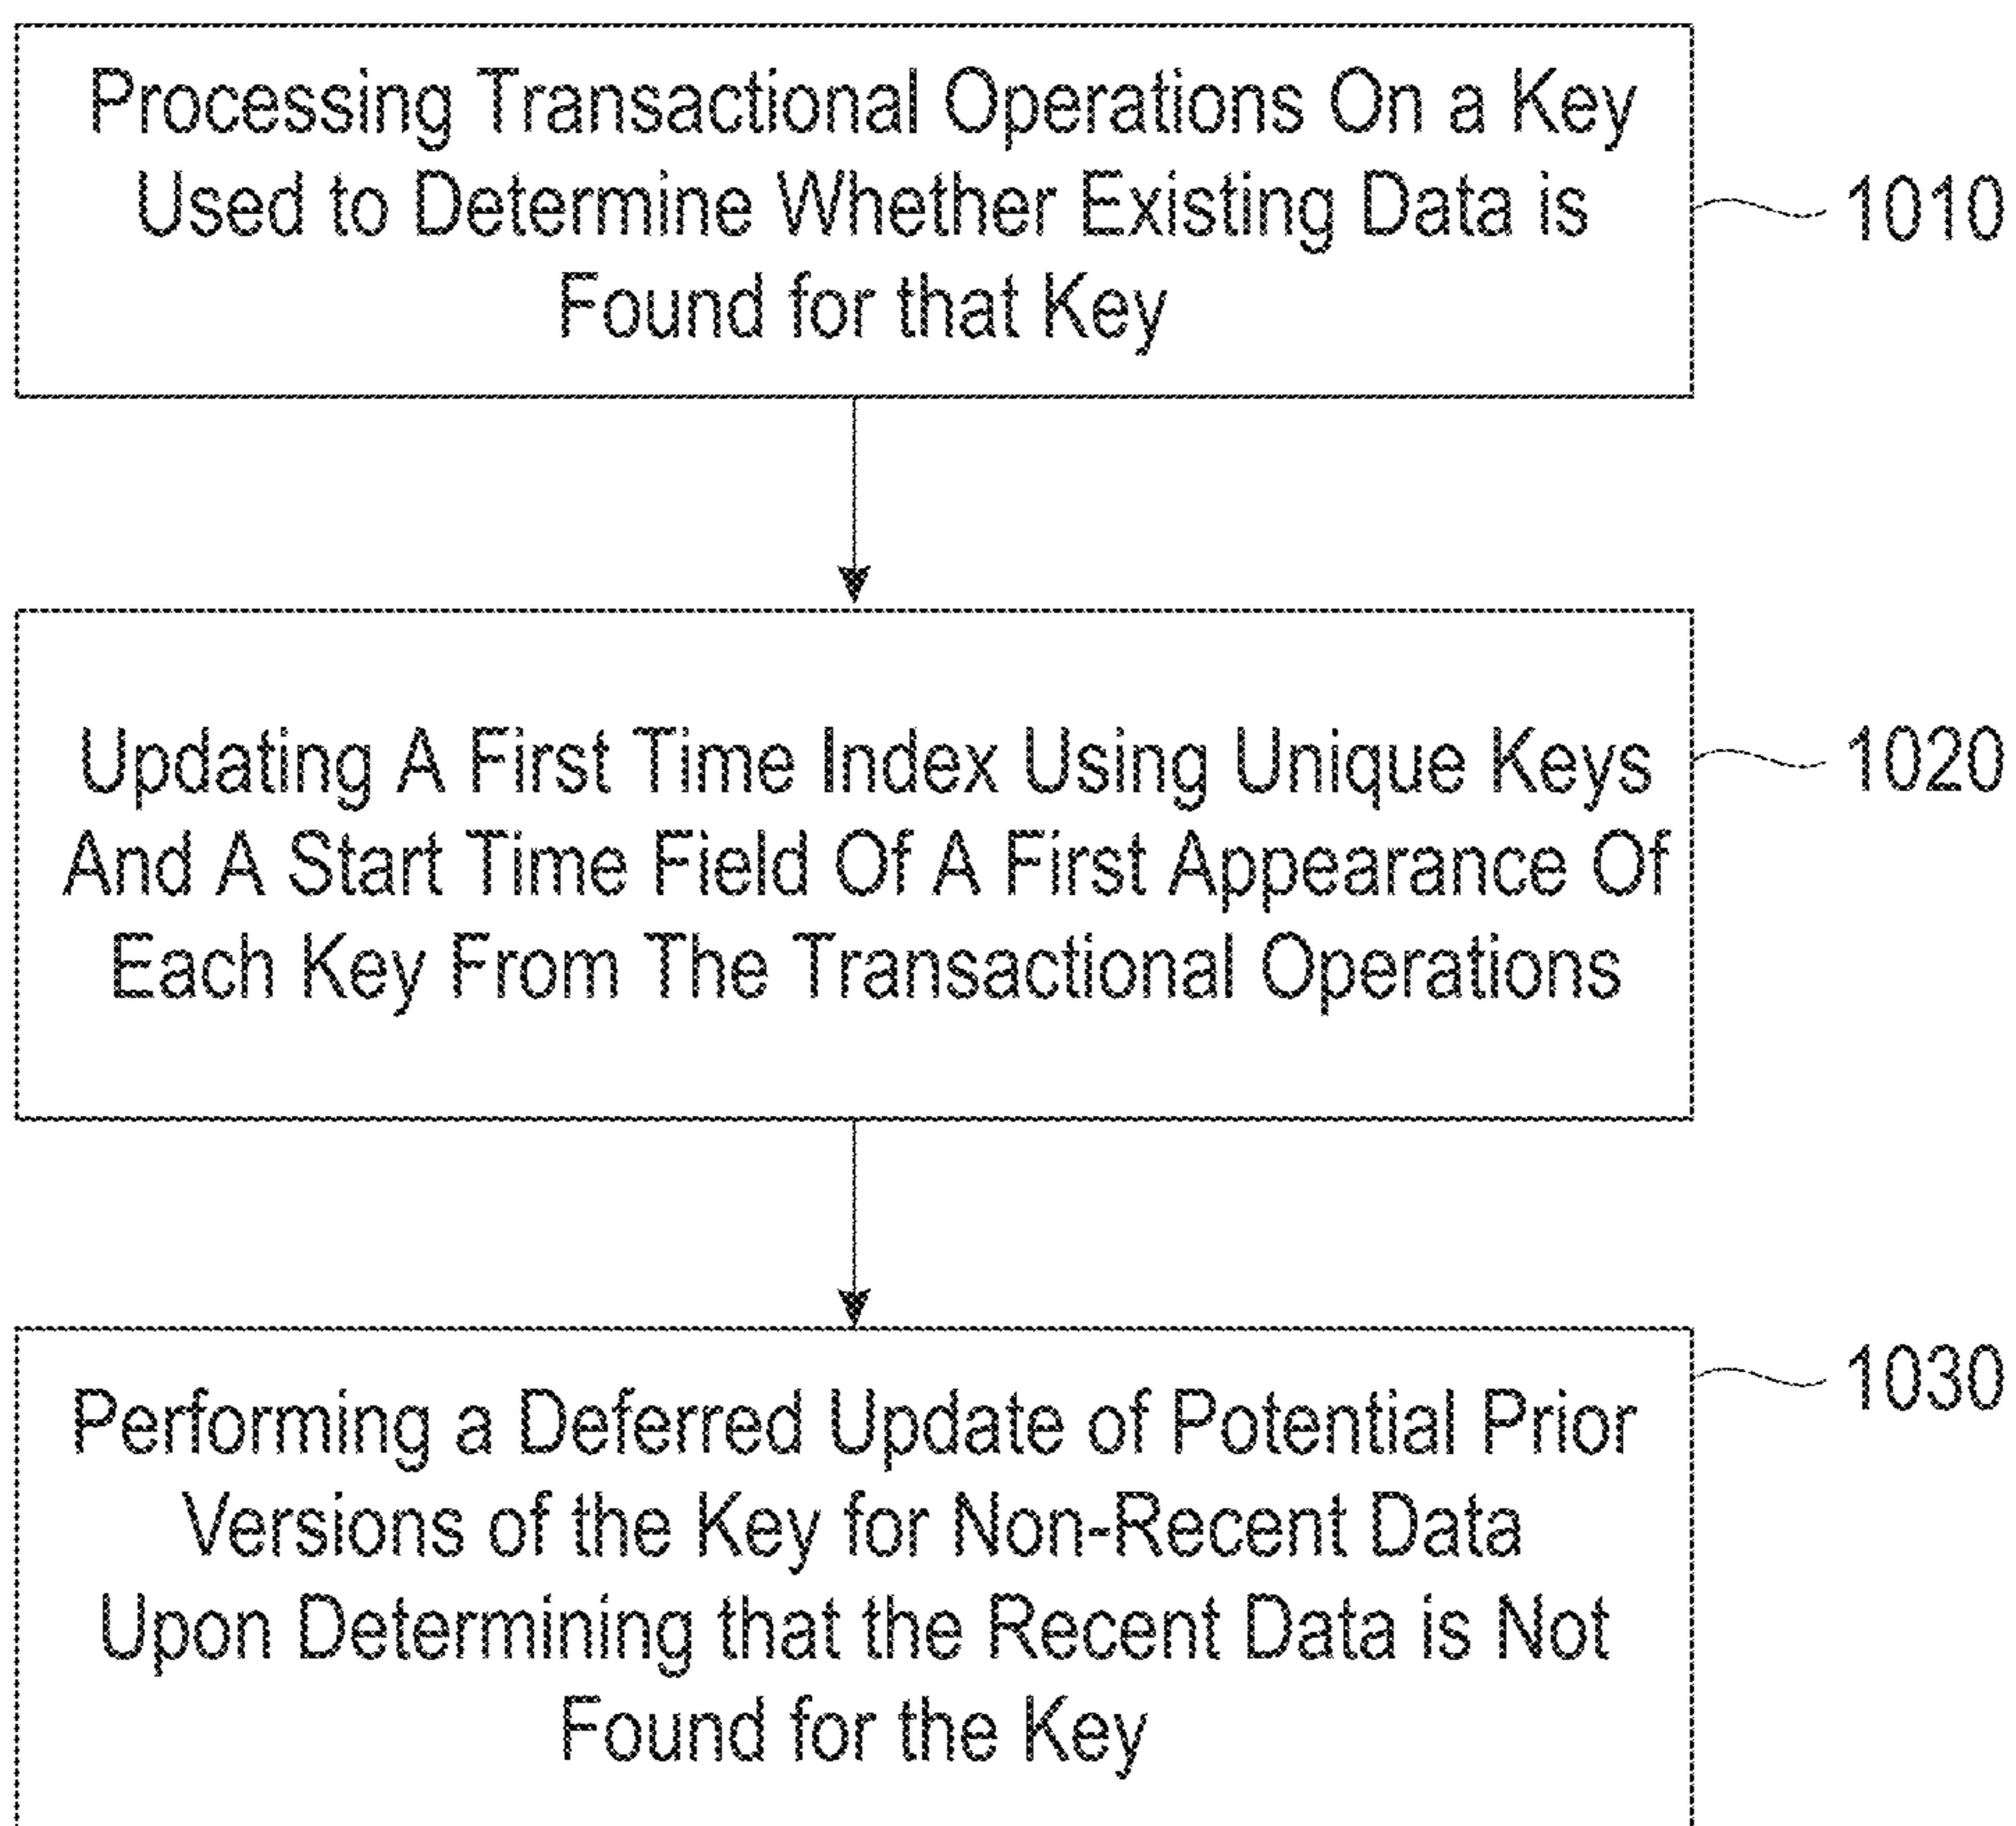 Processing Transactional Operations On a Key
Used to Determine Whether Existing Data is
Found for that Key
1010
Updating A First Time Index Using Unique Keys
And A Start Time Field Of A First Appearance Of
Each Key From The Transactional Operations
1020
Performing a Deferred Update of Potential Prior
Versions of the Key for Non-Recent Data
Upon Determining that the Recent Data is Not
Found for the Key
1030